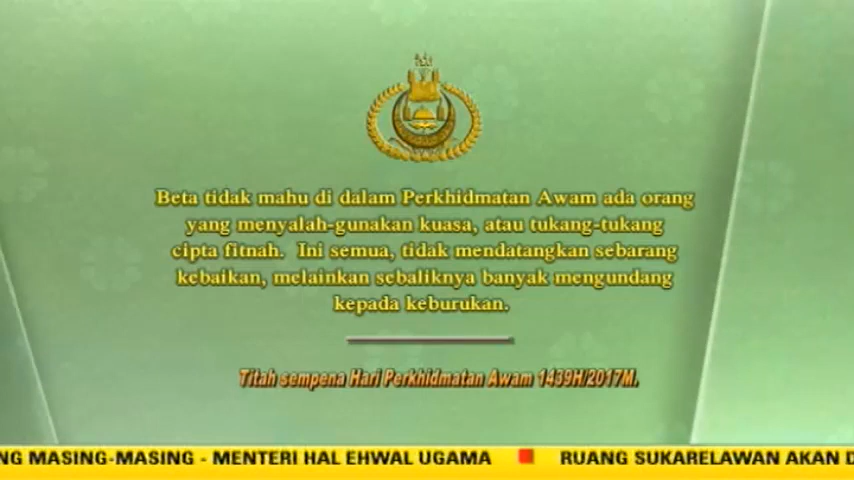 Beta tidak mahu di dalam Perkhidmatan Awam ada orang
yang menyalah-gunakan kuasa, atau tukang-tukang
cipta fitnah. Ini semua, tidak mendatangkan sebarang
kebaikan, melainkan sebaliknya banyak mengundang
kepada keburukan.
Titah sempena Hari Perkhidmatan Awam 1439H/2017M.
NG MASING-MASING - MENTERI HAL EHWAL UGAMA RUANG SUKARELAWAN AKAN D